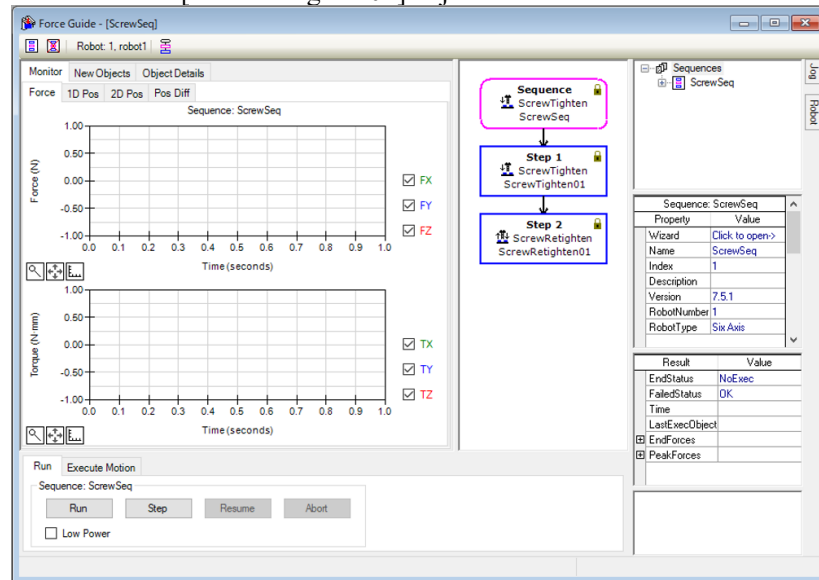 Force Guide - [ScrewSeq]
Robot: 1, robot1
Monitor New Objects Object Details
Force 1D Pos 2D Pos Pos Diff
Sequence: ScrewSeq
1.00
0.50
0.00
-0.50
-1.00
Force (N)
0.0 0.1 0.2 0.3 0.4 0.5 0.6 0.7 0.8 0.9 1.0
Time (seconds)
FX
FY
FZ
1.00
0.50
0.00
-0.50
-1.00
Torque (N·mm)
0.0 0.1 0.2 0.3 0.4 0.5 0.6 0.7 0.8 0.9 1.0
Time (seconds)
TX
TY
TZ
Run Execute Motion
Sequence: ScrewSeq
Run Step Resume Abort
Low Power
Sequence
ScrewTighten
ScrewSeq
Step 1
ScrewTighten
ScrewTighten01
Step 2
ScrewRetighten
ScrewRetighten01
Sequences
ScrewSeq
Jog
Robot
Sequence: ScrewSeq
Property Value
Wizard Click to open->
Name ScrewSeq
Index 1
Description
Version 7.5.1
RobotNumber 1
RobotType Six Axis
Result Value
EndStatus NoExec
FailedStatus OK
Time
LastExecObject
EndForces
PeakForces